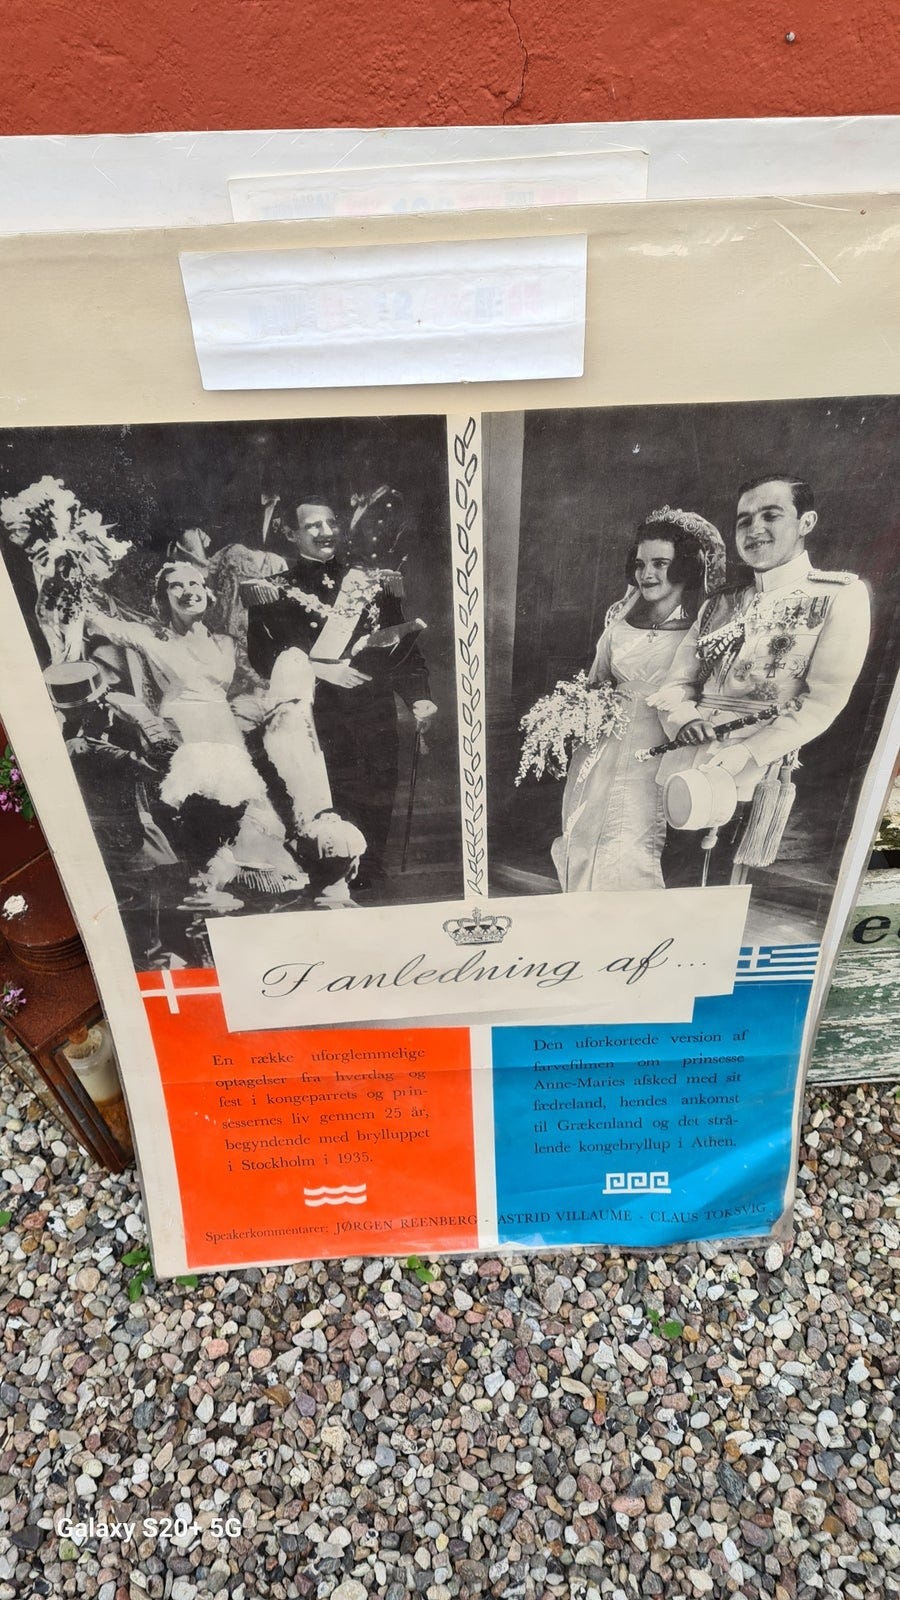 I anledning af...
En række uforglemmelige
optagelser fra hverdag og
fest i kongeparrets og prin-
sessernes liv gennem 25 år,
begyndende med brylluppet
i Stockholm i 1935.
Den uforkortede version af
farvefilmen om prinsesse
Anne-Maries afsked med sit
fædreland, hendes ankomst
til Grækenland og det strå-
lende kongebryllup i Athen.
Speakerkommentarer: JØRGEN REENBERG - ASTRID VILLAUME - CLAUS TOKSVIG
e
Galaxy S20+ 5G